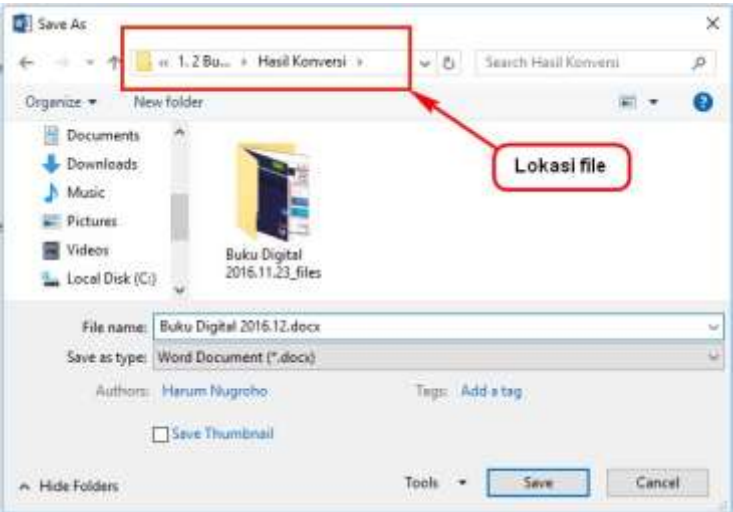 Save As
« 1. 2 Bu... › Hasil Konversi ›
Search Hasil Konversi
Organize
New folder
Documents
Downloads
Music
Pictures
Videos
Local Disk (C:)
Buku Digital
2016.11.23_files
Lokasi file
File name: Buku Digital 2016.12.docx
Save as type: Word Document (*.docx)
Authors: Harum Nugroho
Tags: Add a tag
Save Thumbnail
Hide Folders
Tools
Save
Cancel